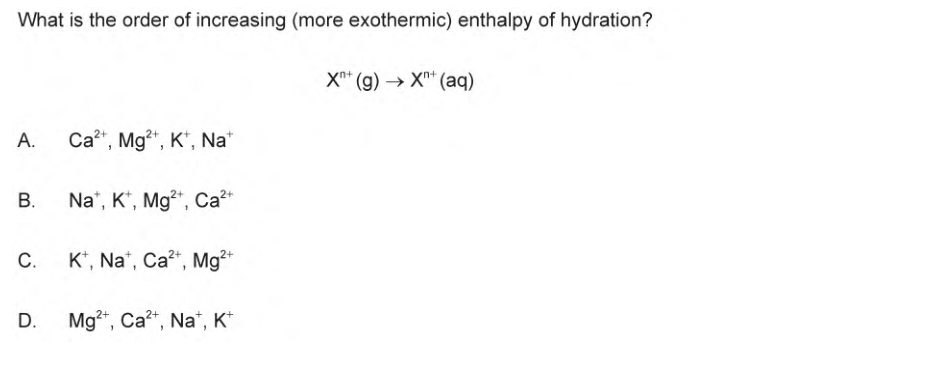 What is the order of increasing (more exothermic) enthalpy of hydration?
Xⁿ⁺ (g) → Xⁿ⁺ (aq)
A. Ca²⁺, Mg²⁺, K⁺, Na⁺
B. Na⁺, K⁺, Mg²⁺, Ca²⁺
C. K⁺, Na⁺, Ca²⁺, Mg²⁺
D. Mg²⁺, Ca²⁺, Na⁺, K⁺